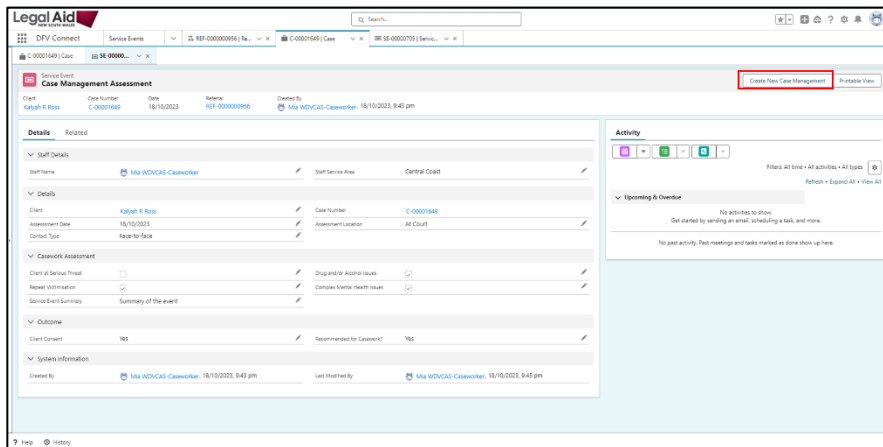 Legal Aid
NEW SOUTH WALES
Search...
DFV Connect
Service Events
REF-0000000956 | Re...
C-00001649 | Case
SE-00000705 | Servic...
C-00001649 | Case
SE-00000...
Service Event
Case Management Assessment
Create New Case Management
Printable View
Client
Case Number
Date
Referral
Created By
Kalyah R Ross
C-00001649
18/10/2023
REF-0000000956
Mia WDVCAS-Caseworker, 18/10/2023, 9:43 pm
Details
Related
Staff Details
Staff Name
Mia WDVCAS-Caseworker
Staff Service Area
Central Coast
Details
Client
Kalyah R Ross
Case Number
C-00001649
Assessment Date
18/10/2023
Assessment Location
At Court
Contact Type
Face-to-face
Casework Assessment
Client at Serious Threat
Drug and/or Alcohol Issues
Repeat Victimisation
Complex Mental Health Issues
Service Event Summary
Summary of the event
Outcome
Client Consent
Yes
Recommended for Casework?
Yes
System Information
Created By
Mia WDVCAS-Caseworker, 18/10/2023, 9:43 pm
Last Modified By
Mia WDVCAS-Caseworker, 18/10/2023, 9:45 pm
Activity
Filters: All time • All activities • All types
Refresh • Expand All • View All
Upcoming & Overdue
No activities to show.
Get started by sending an email, scheduling a task, and more.
No past activity. Past meetings and tasks marked as done show up here.
Help
History